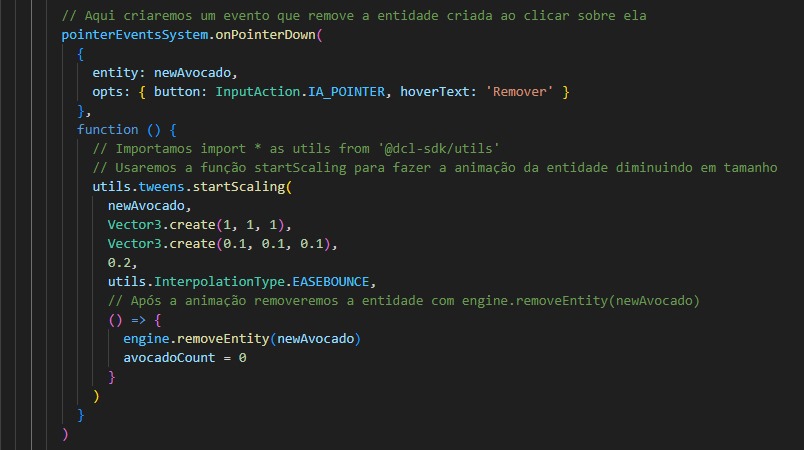 // Aqui criaremos um evento que remove a entidade criada ao clicar sobre ela
pointerEventsSystem.onPointerDown(
{
entity: newAvocado,
opts: { button: InputAction.IA_POINTER, hoverText: 'Remover' }
},
function () {
// Importamos import * as utils from '@dcl-sdk/utils'
// Usaremos a função startScaling para fazer a animação da entidade diminuindo em tamanho
utils.tweens.startScaling(
newAvocado,
Vector3.create(1, 1, 1),
Vector3.create(0.1, 0.1, 0.1),
0.2,
utils.InterpolationType.EASEBOUNCE,
// Após a animação removeremos a entidade com engine.removeEntity(newAvocado)
() => {
engine.removeEntity(newAvocado)
avocadoCount = 0
}
)
}
)